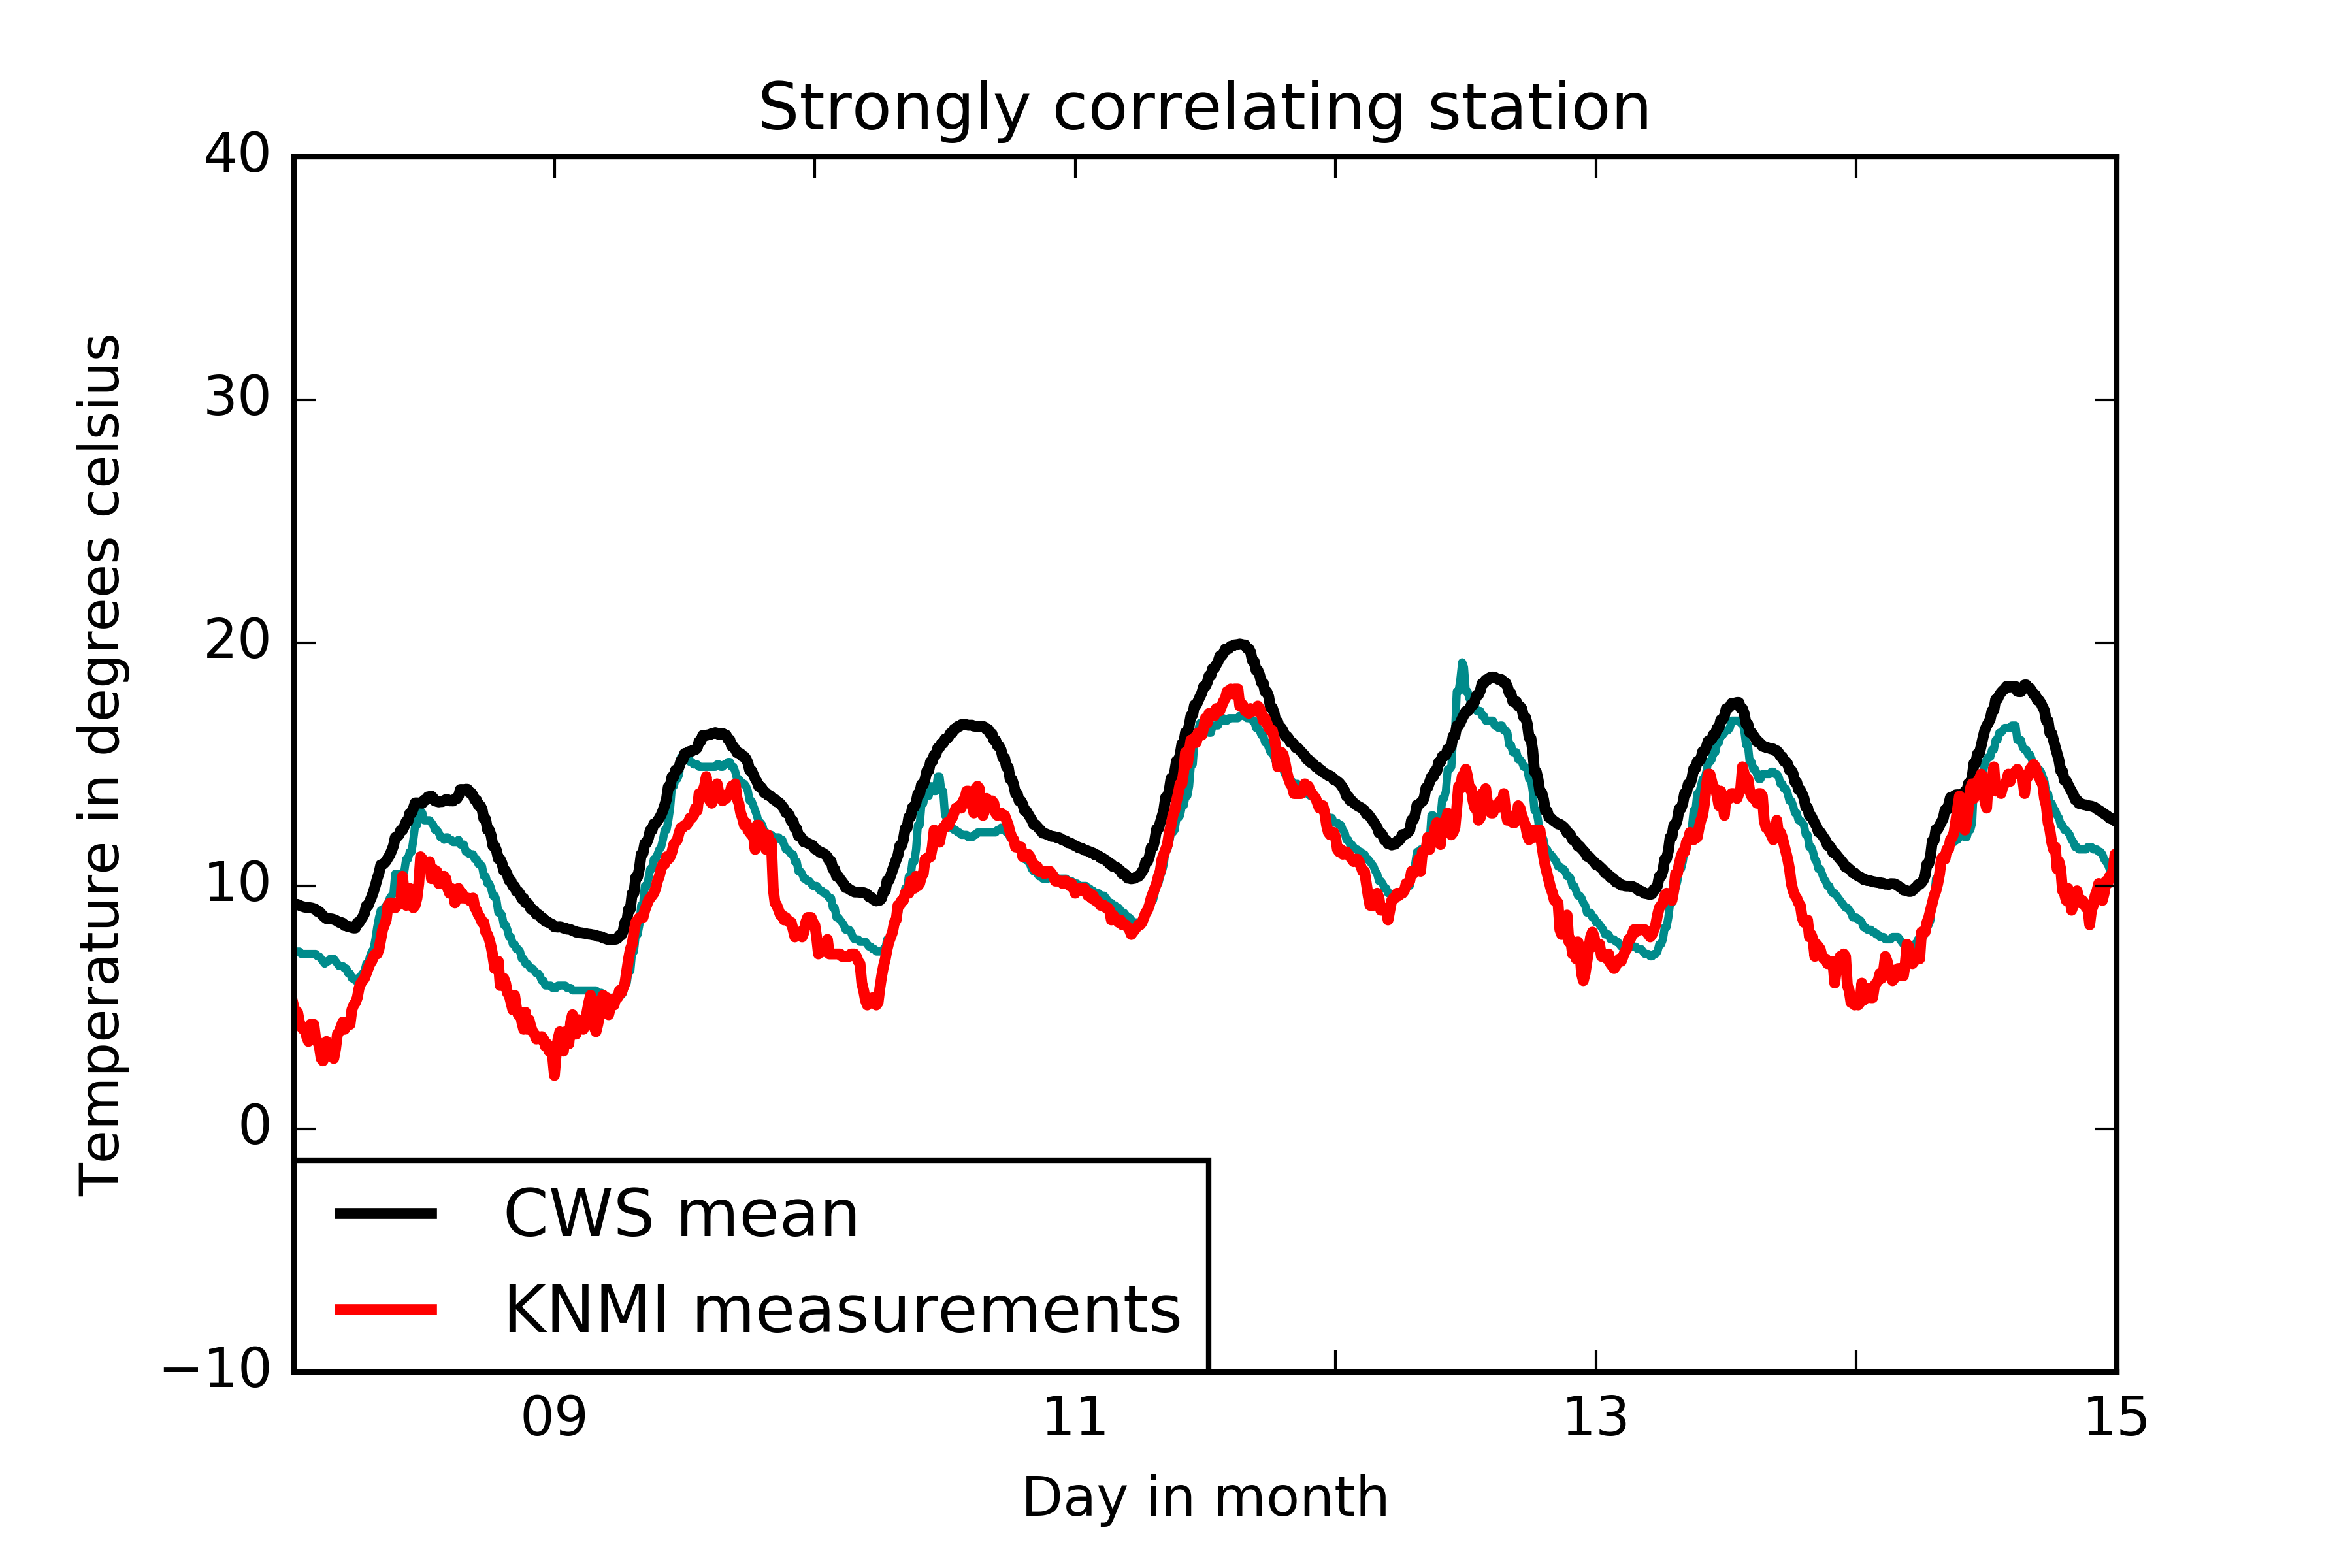 Strongly correlating station
Temperature in degrees celsius
40
30
20
10
0
−10
CWS mean
KNMI measurements
09
11
13
15
Day in month